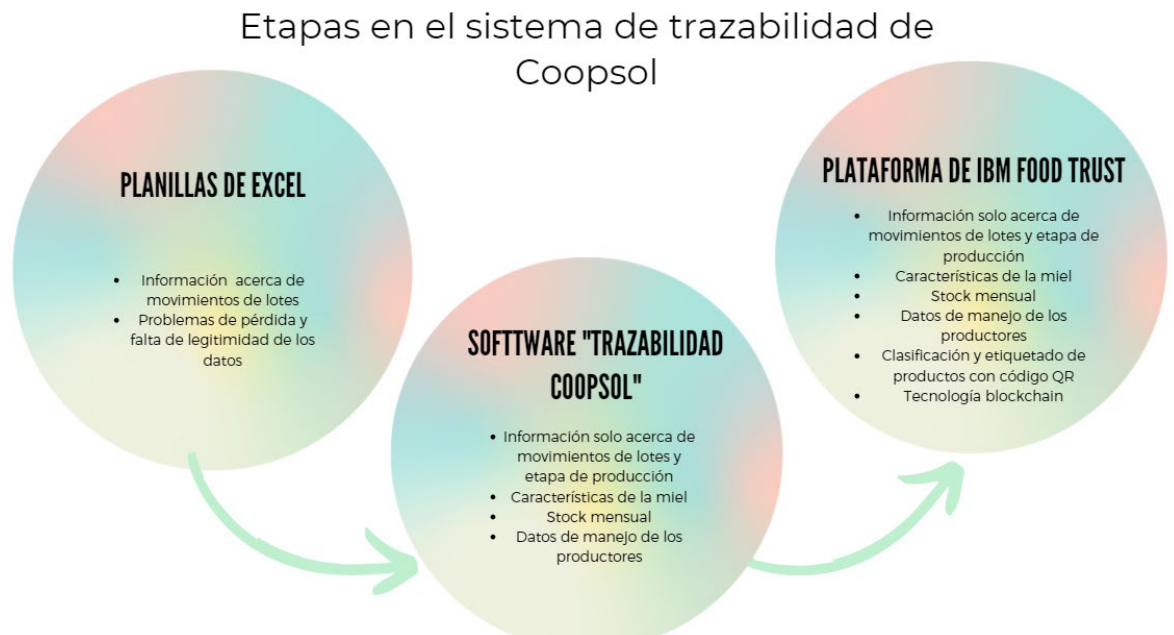 Etapas en el sistema de trazabilidad de
Coopsol
PLANILLAS DE EXCEL
• Información acerca de
movimientos de lotes
• Problemas de pérdida y
falta de legitimidad de los
datos
SOFTTWARE "TRAZABILIDAD
COOPSOL"
• Información solo acerca de
movimientos de lotes y
etapa de producción
• Características de la miel
• Stock mensual
• Datos de manejo de los
productores
PLATAFORMA DE IBM FOOD TRUST
• Información solo acerca de
movimientos de lotes y etapa de
producción
• Características de la miel
• Stock mensual
• Datos de manejo de los
productores
• Clasificación y etiquetado de
productos con código QR
• Tecnología blockchain